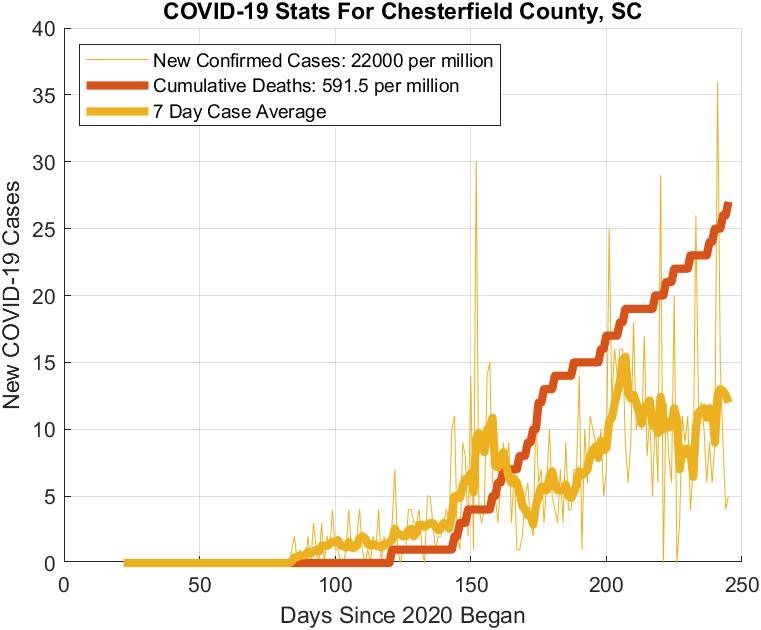 COVID-19 Stats For Chesterfield County, SC
40
35
30
25
20
15
10
5
0
New COVID-19 Cases
New Confirmed Cases: 22000 per million
Cumulative Deaths: 591.5 per million
7 Day Case Average
0 50 100 150 200 250
Days Since 2020 Began